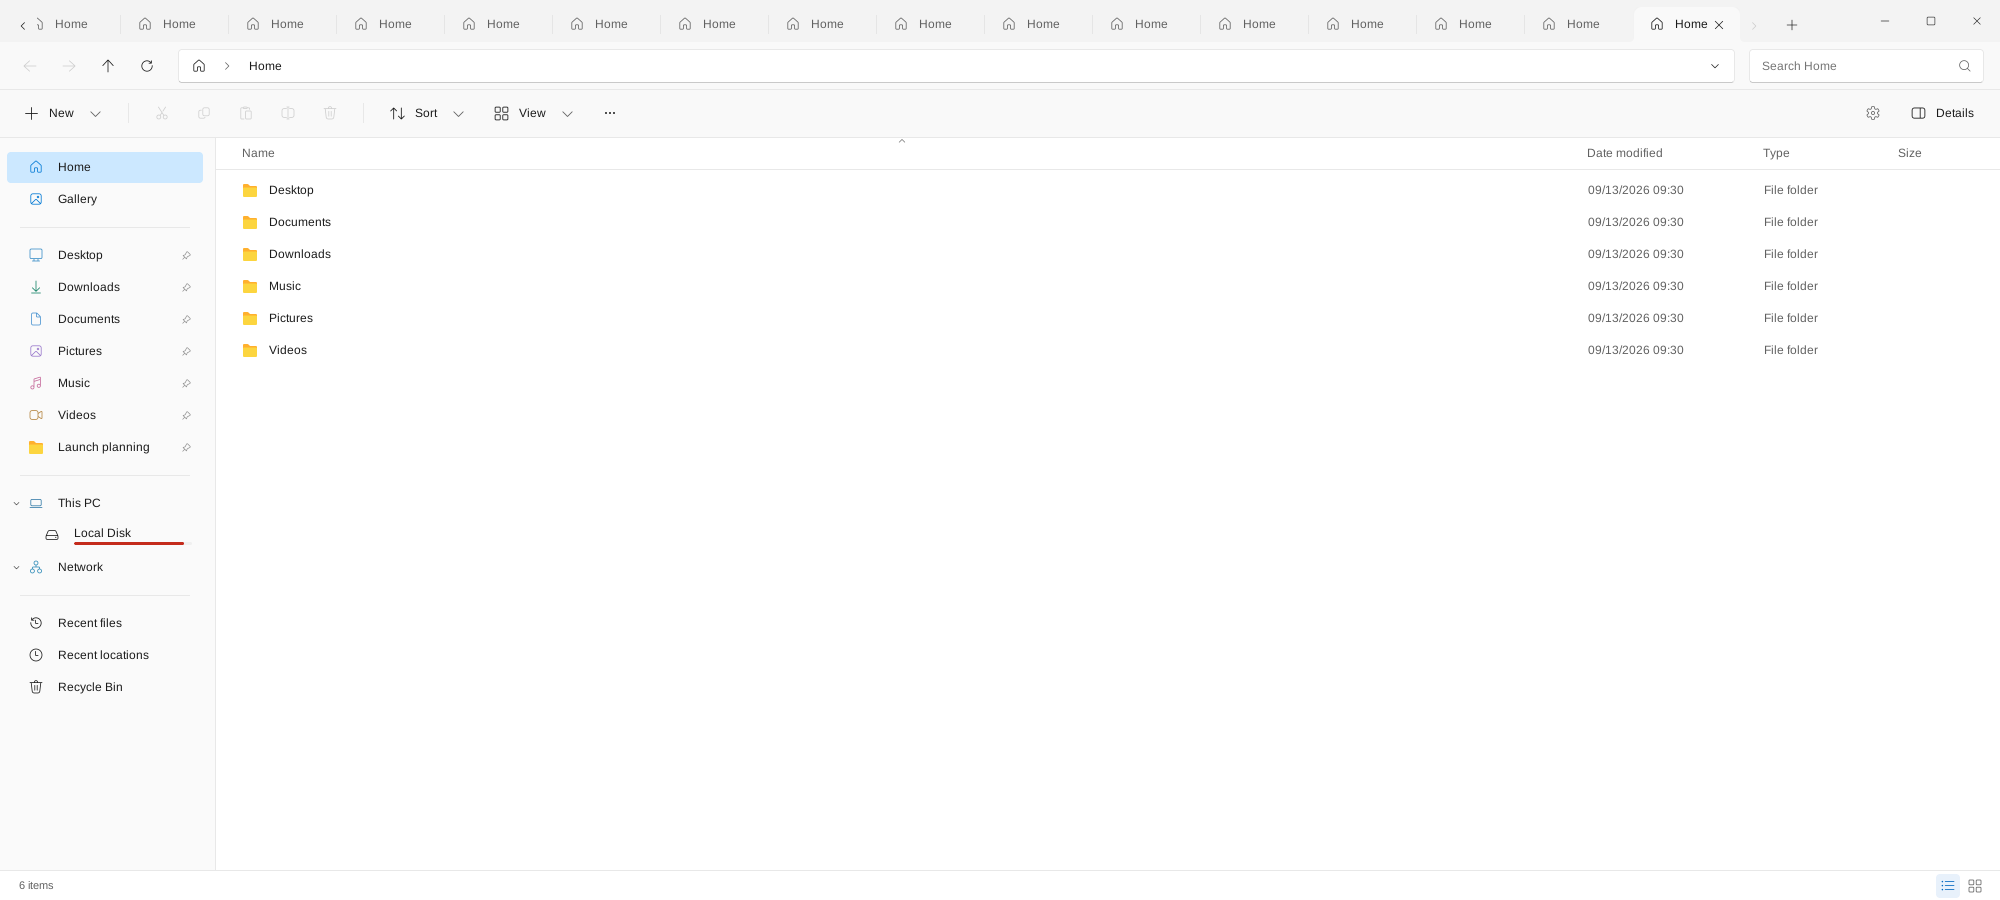 Home Home Home Home Home Home Home Home Home Home Home Home Home Home Home Home
Home Search Home
New Sort View Details
Name Date modified Type Size
Home
Gallery
Desktop
Downloads
Documents
Pictures
Music
Videos
Launch planning
This PC
Local Disk
Network
Recent files
Recent locations
Recycle Bin
Desktop 09/13/2026 09:30 File folder
Documents 09/13/2026 09:30 File folder
Downloads 09/13/2026 09:30 File folder
Music 09/13/2026 09:30 File folder
Pictures 09/13/2026 09:30 File folder
Videos 09/13/2026 09:30 File folder
6 items